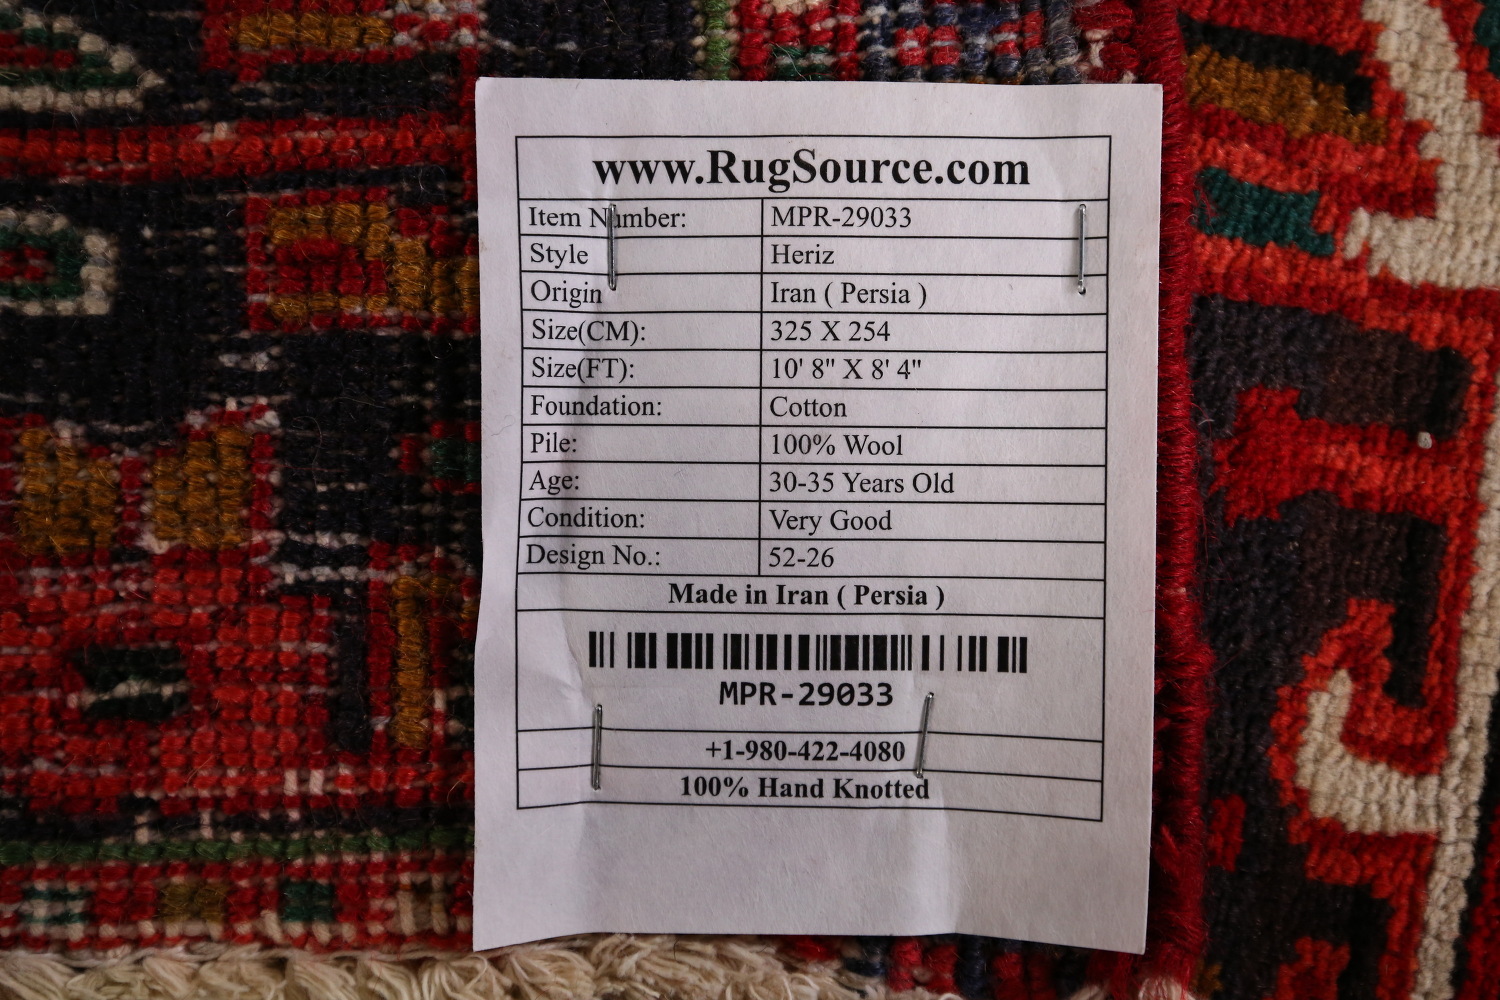 www.RugSource.com
Item Number: MPR-29033
Style Heriz
Origin Iran ( Persia )
Size(CM): 325 X 254
Size(FT): 10' 8" X 8' 4"
Foundation: Cotton
Pile: 100% Wool
Age: 30-35 Years Old
Condition: Very Good
Design No.: 52-26
Made in Iran ( Persia )
MPR-29033
+1-980-422-4080
100% Hand Knotted